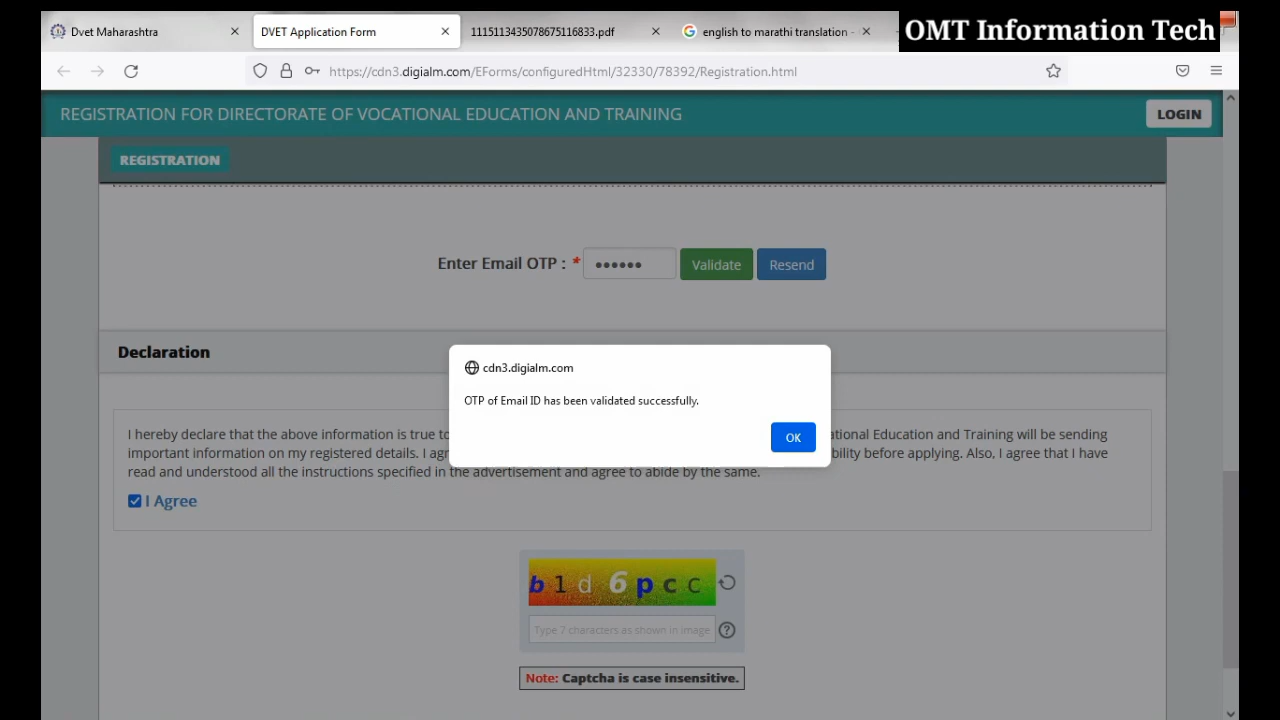 Dvet Maharashtra
DVET Application Form
1115113435078675116833.pdf
english to marathi translation -
OMT Information Tech
https://cdn3.digialm.com/EForms/configuredHtml/32330/78392/Registration.html
REGISTRATION FOR DIRECTORATE OF VOCATIONAL EDUCATION AND TRAINING
LOGIN
REGISTRATION
Enter Email OTP : *
Validate
Resend
Declaration
cdn3.digialm.com
OTP of Email ID has been validated successfully.
OK
I hereby declare that the above information is true to ational Education and Training will be sending
important information on my registered details. I agr bility before applying. Also, I agree that I have
read and understood all the instructions specified in the advertisement and agree to abide by the same.
I Agree
b1d6pcc
Type 7 characters as shown in image
Note: Captcha is case insensitive.